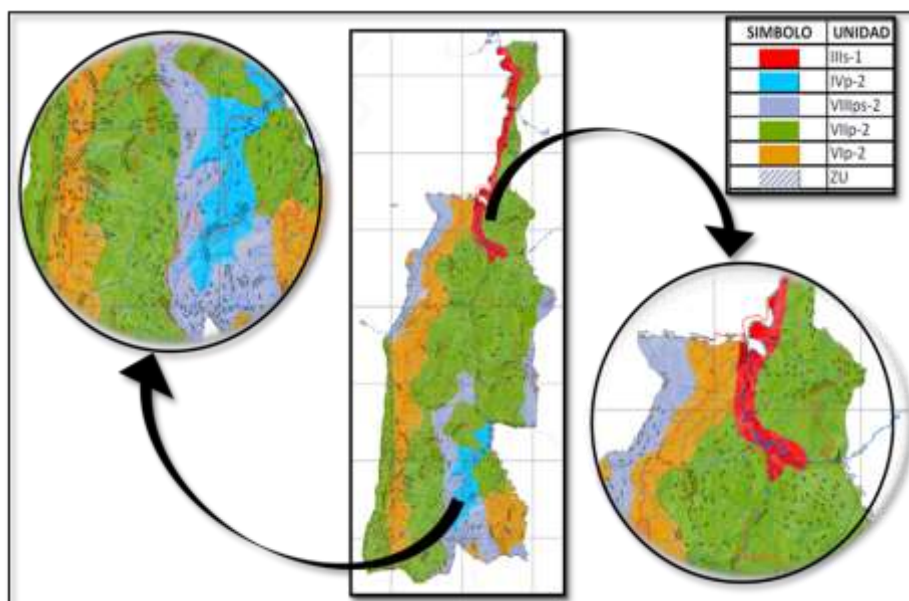 SIMBOLO UNIDAD
IIIs-1
IVp-2
VIIIps-2
VIIp-2
VIp-2
ZU